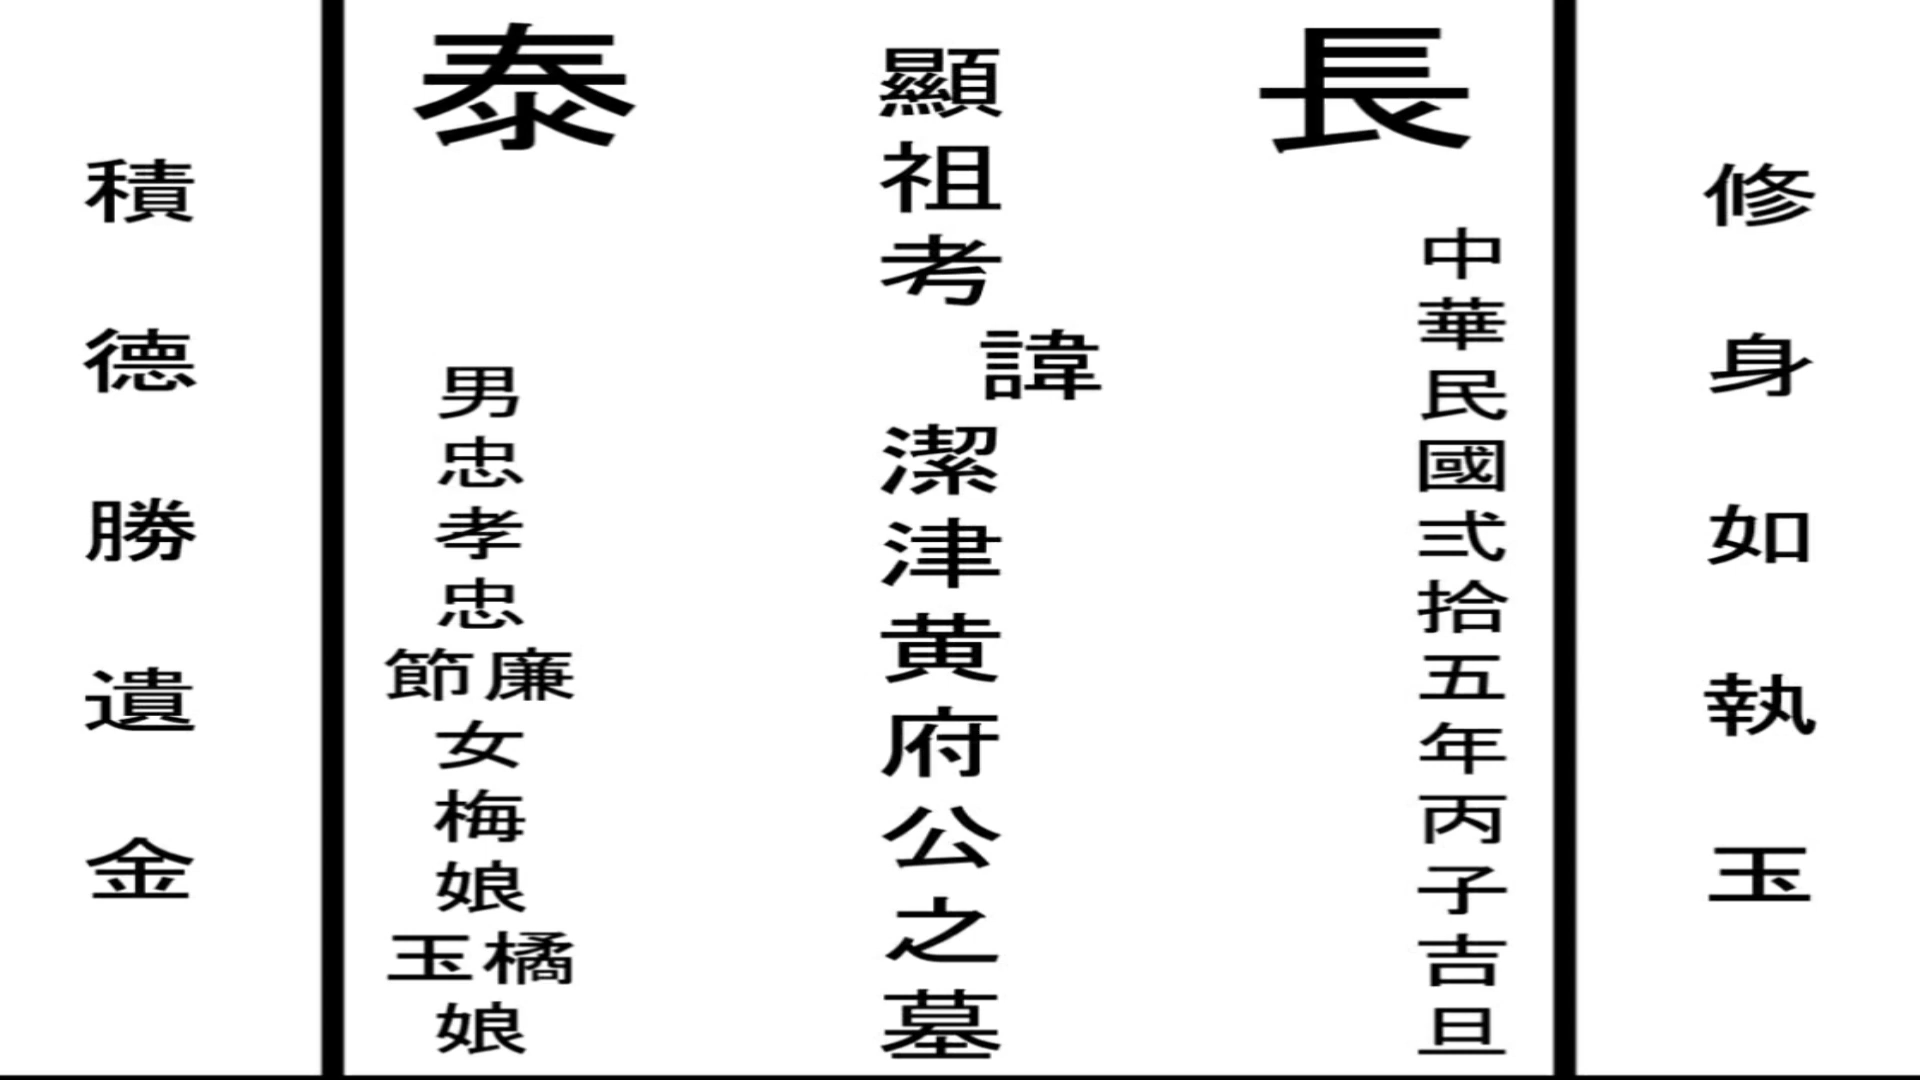 修身如執玉
長泰
中華民國弍拾五年丙子吉旦
顯祖考諱潔津黃府公之墓
男忠孝忠廉節女梅娘橘玉娘
積德勝遺金